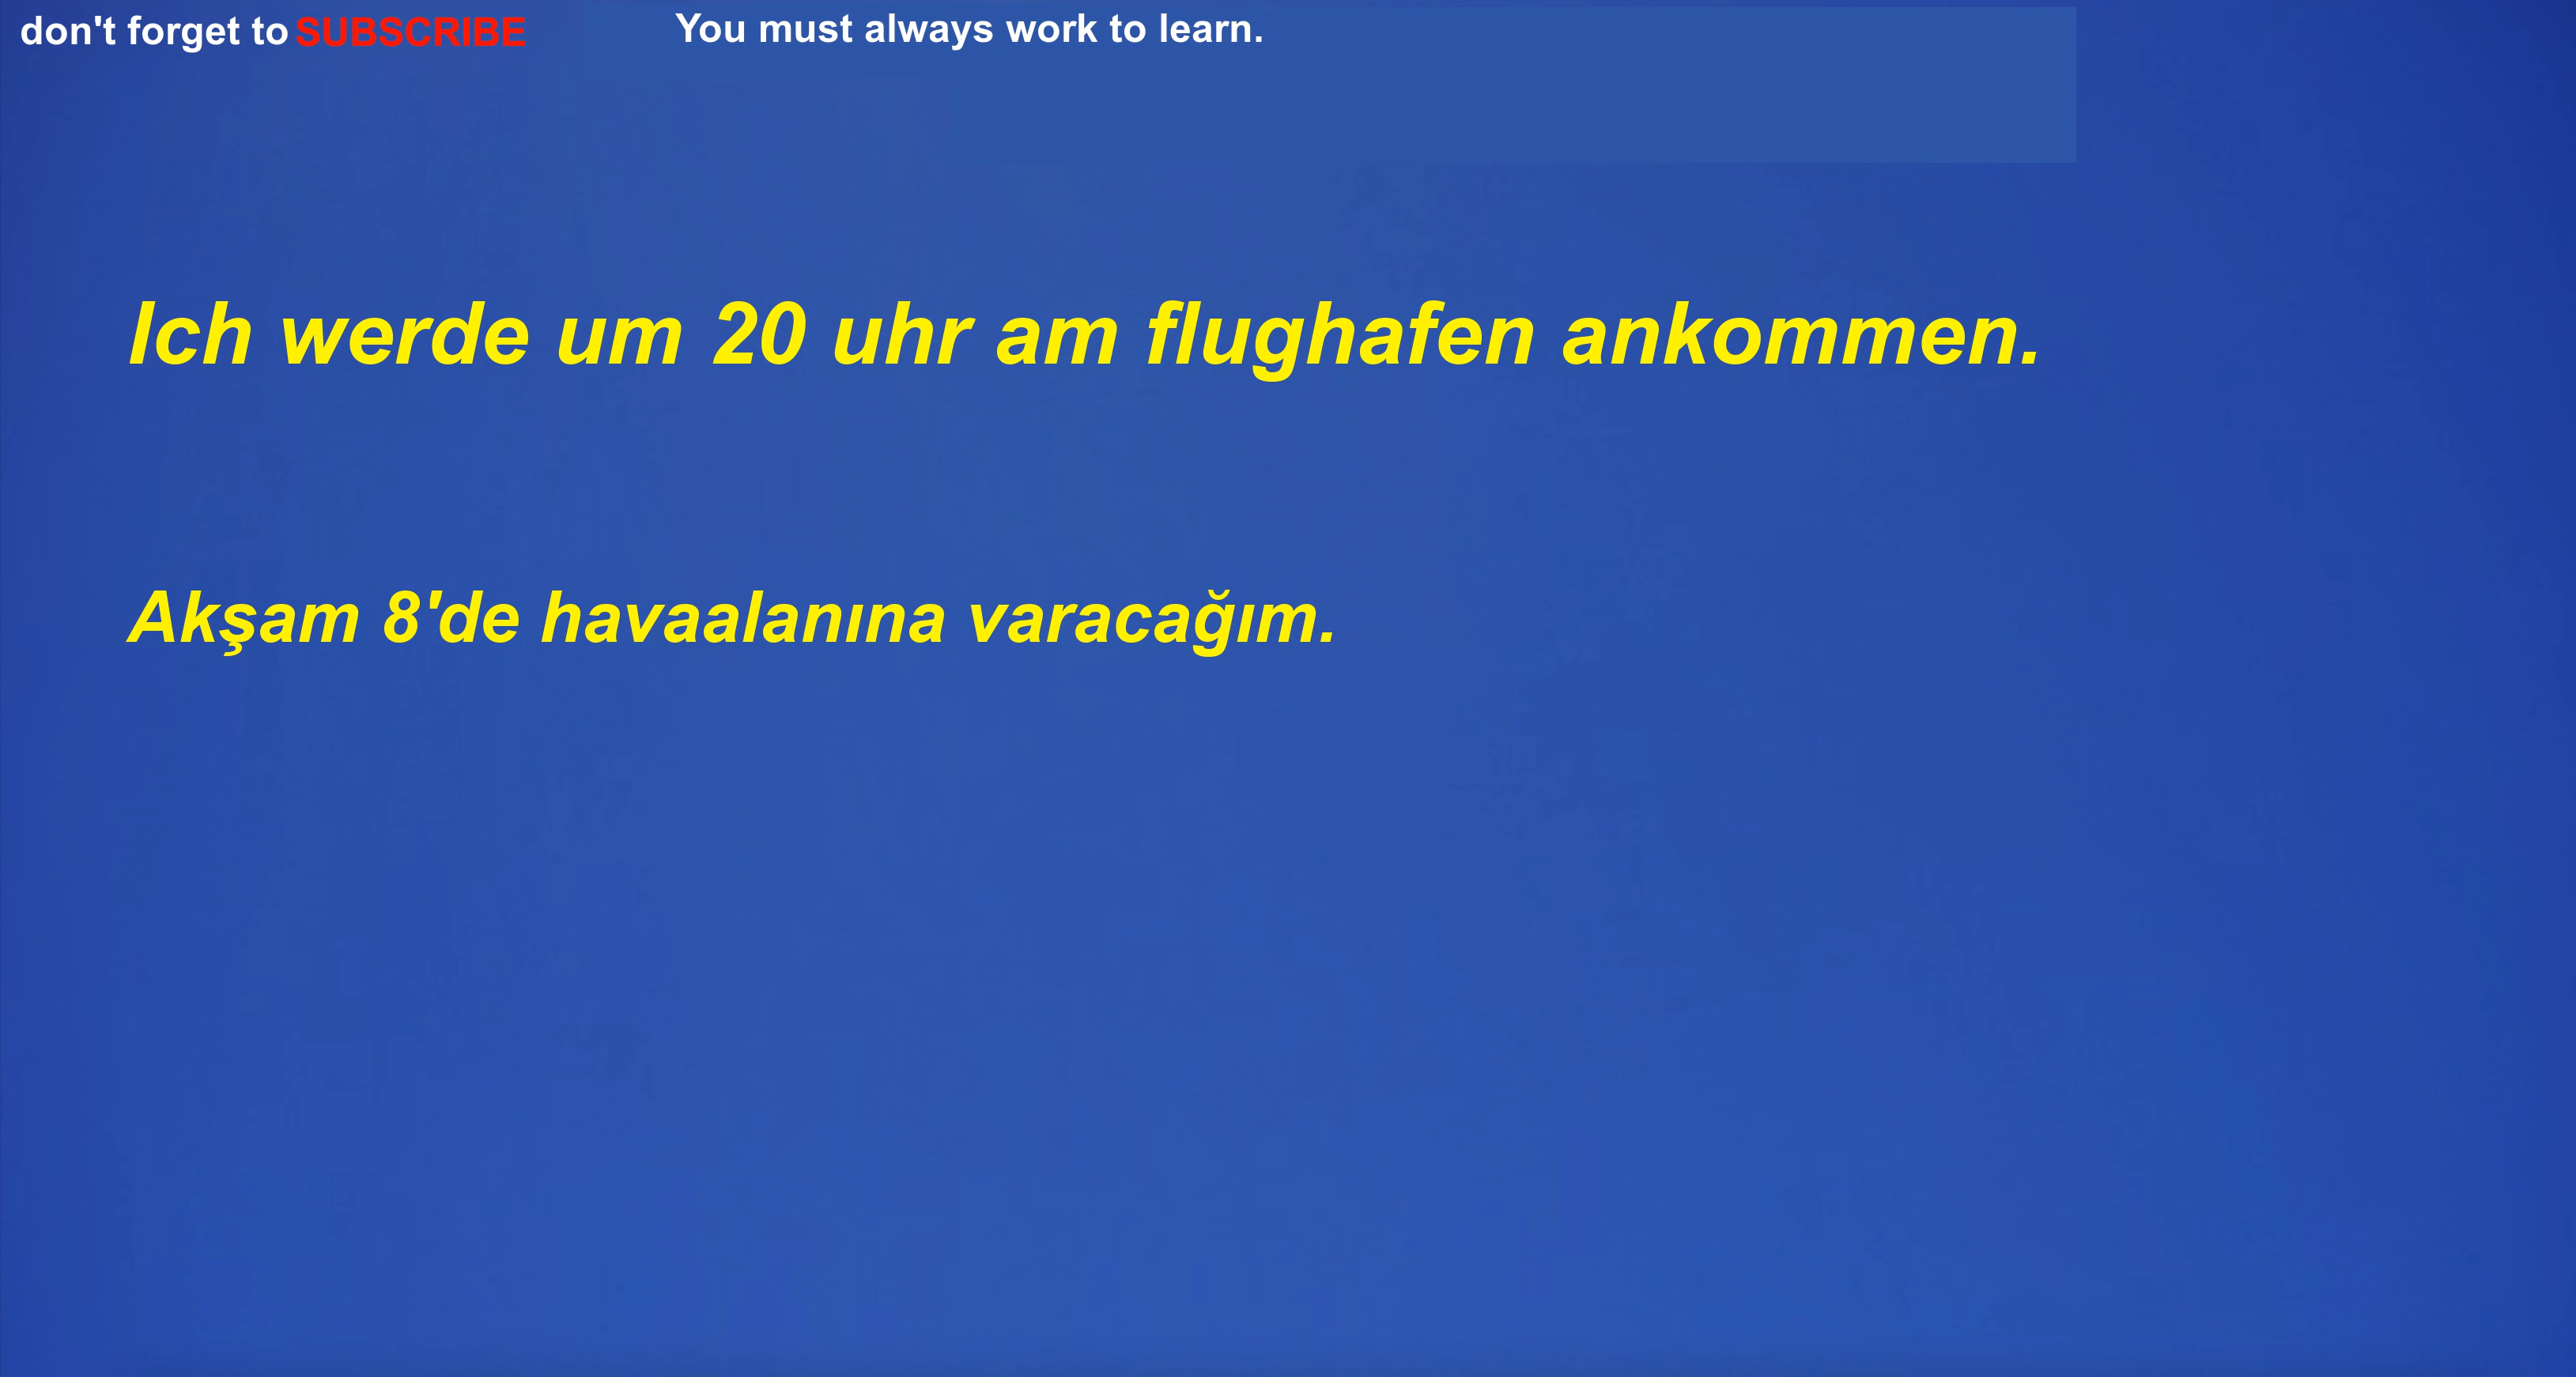 don't forget to SUBSCRIBE You must always work to learn.
Ich werde um 20 uhr am flughafen ankommen.
Akşam 8'de havaalanına varacağım.